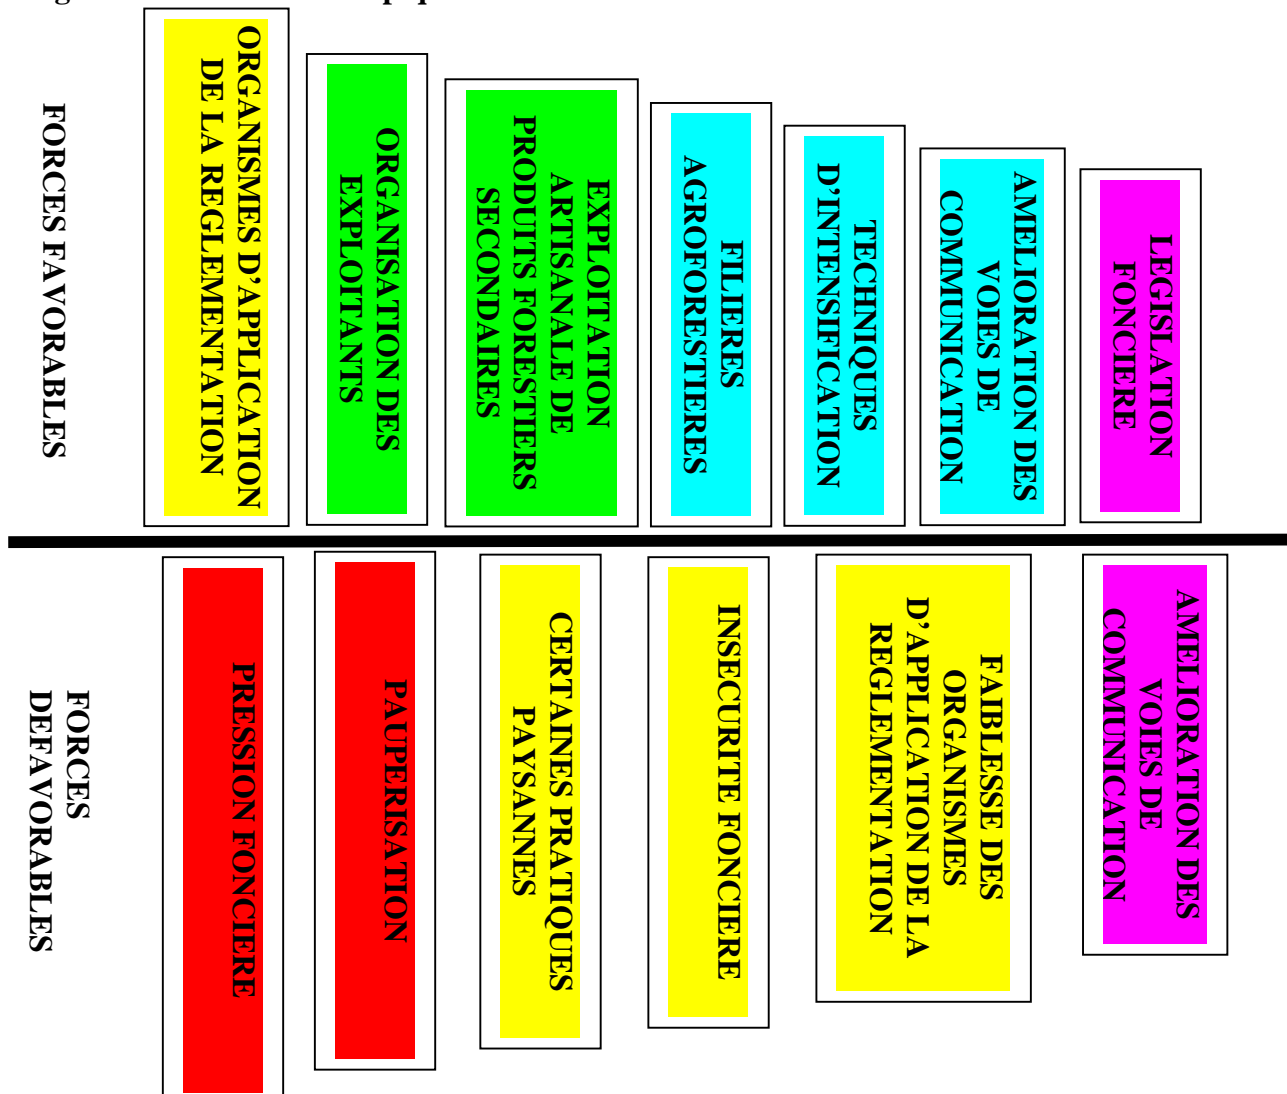 FORCES FAVORABLES
ORGANISMES D'APPLICATION
DE LA REGLEMENTATION
ORGANISATION DES
EXPLOITANTS
EXPLOITATION
ARTISANALE DE
PRODUITS FORESTIERS
SECONDAIRES
FILIERES
AGROFORESTIERES
TECHNIQUES
D'INTENSIFICATION
AMELIORATION DES
VOIES DE
COMMUNICATION
LEGISLATION
FONCIERE
FORCES
DEFAVORABLES
PRESSION FONCIERE
PAUPERISATION
CERTAINES PRATIQUES
PAYSANNES
INSECURITE FONCIERE
FAIBLESSE DES
ORGANISMES
D'APPLICATION DE LA
REGLEMENTATION
AMELIORATION DES
VOIES DE
COMMUNICATION